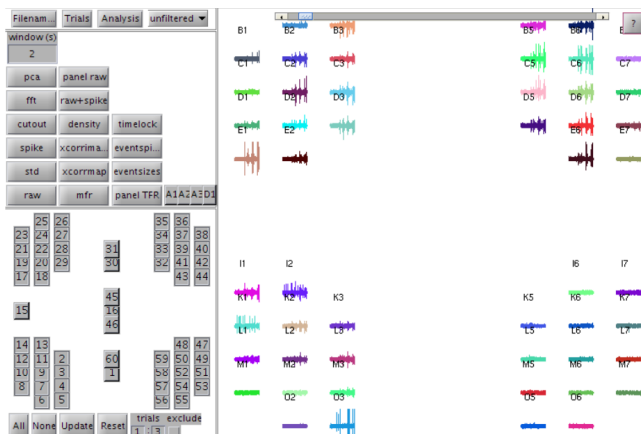 Filenam... Trials Analysis unfiltered
window (s)
2
pca panel raw
fft raw+spike
cutout density timelock
spike xcorrima... eventspi...
std xcorrmap eventsizes
raw mfr panel TFR A1A2A3D1
25 26 35 36
23 24 27 34 37 38
21 22 28 31 33 39 40
19 20 29 30 32 41 42
17 18 43 44
45
15 16
46
14 13 48 47
12 11 2 60 59 50 49
10 9 3 1 58 52 51
8 7 4 57 54 53
6 5 56 55
All None Update Reset trials exclude
1 : 3
?
B1 B2 B3 B5 B6
C1 C2 C3 C5 C6 C7
D1 D2 D3 D5 D6 D7
E1 E2 E6 E7
I1 I2 I6 I7
K1 K2 K3 K5 K6 K7
L1 L2 L3 L5 L6 L7
M1 M2 M3 M5 M6 M7
O2 O3 O5 O6